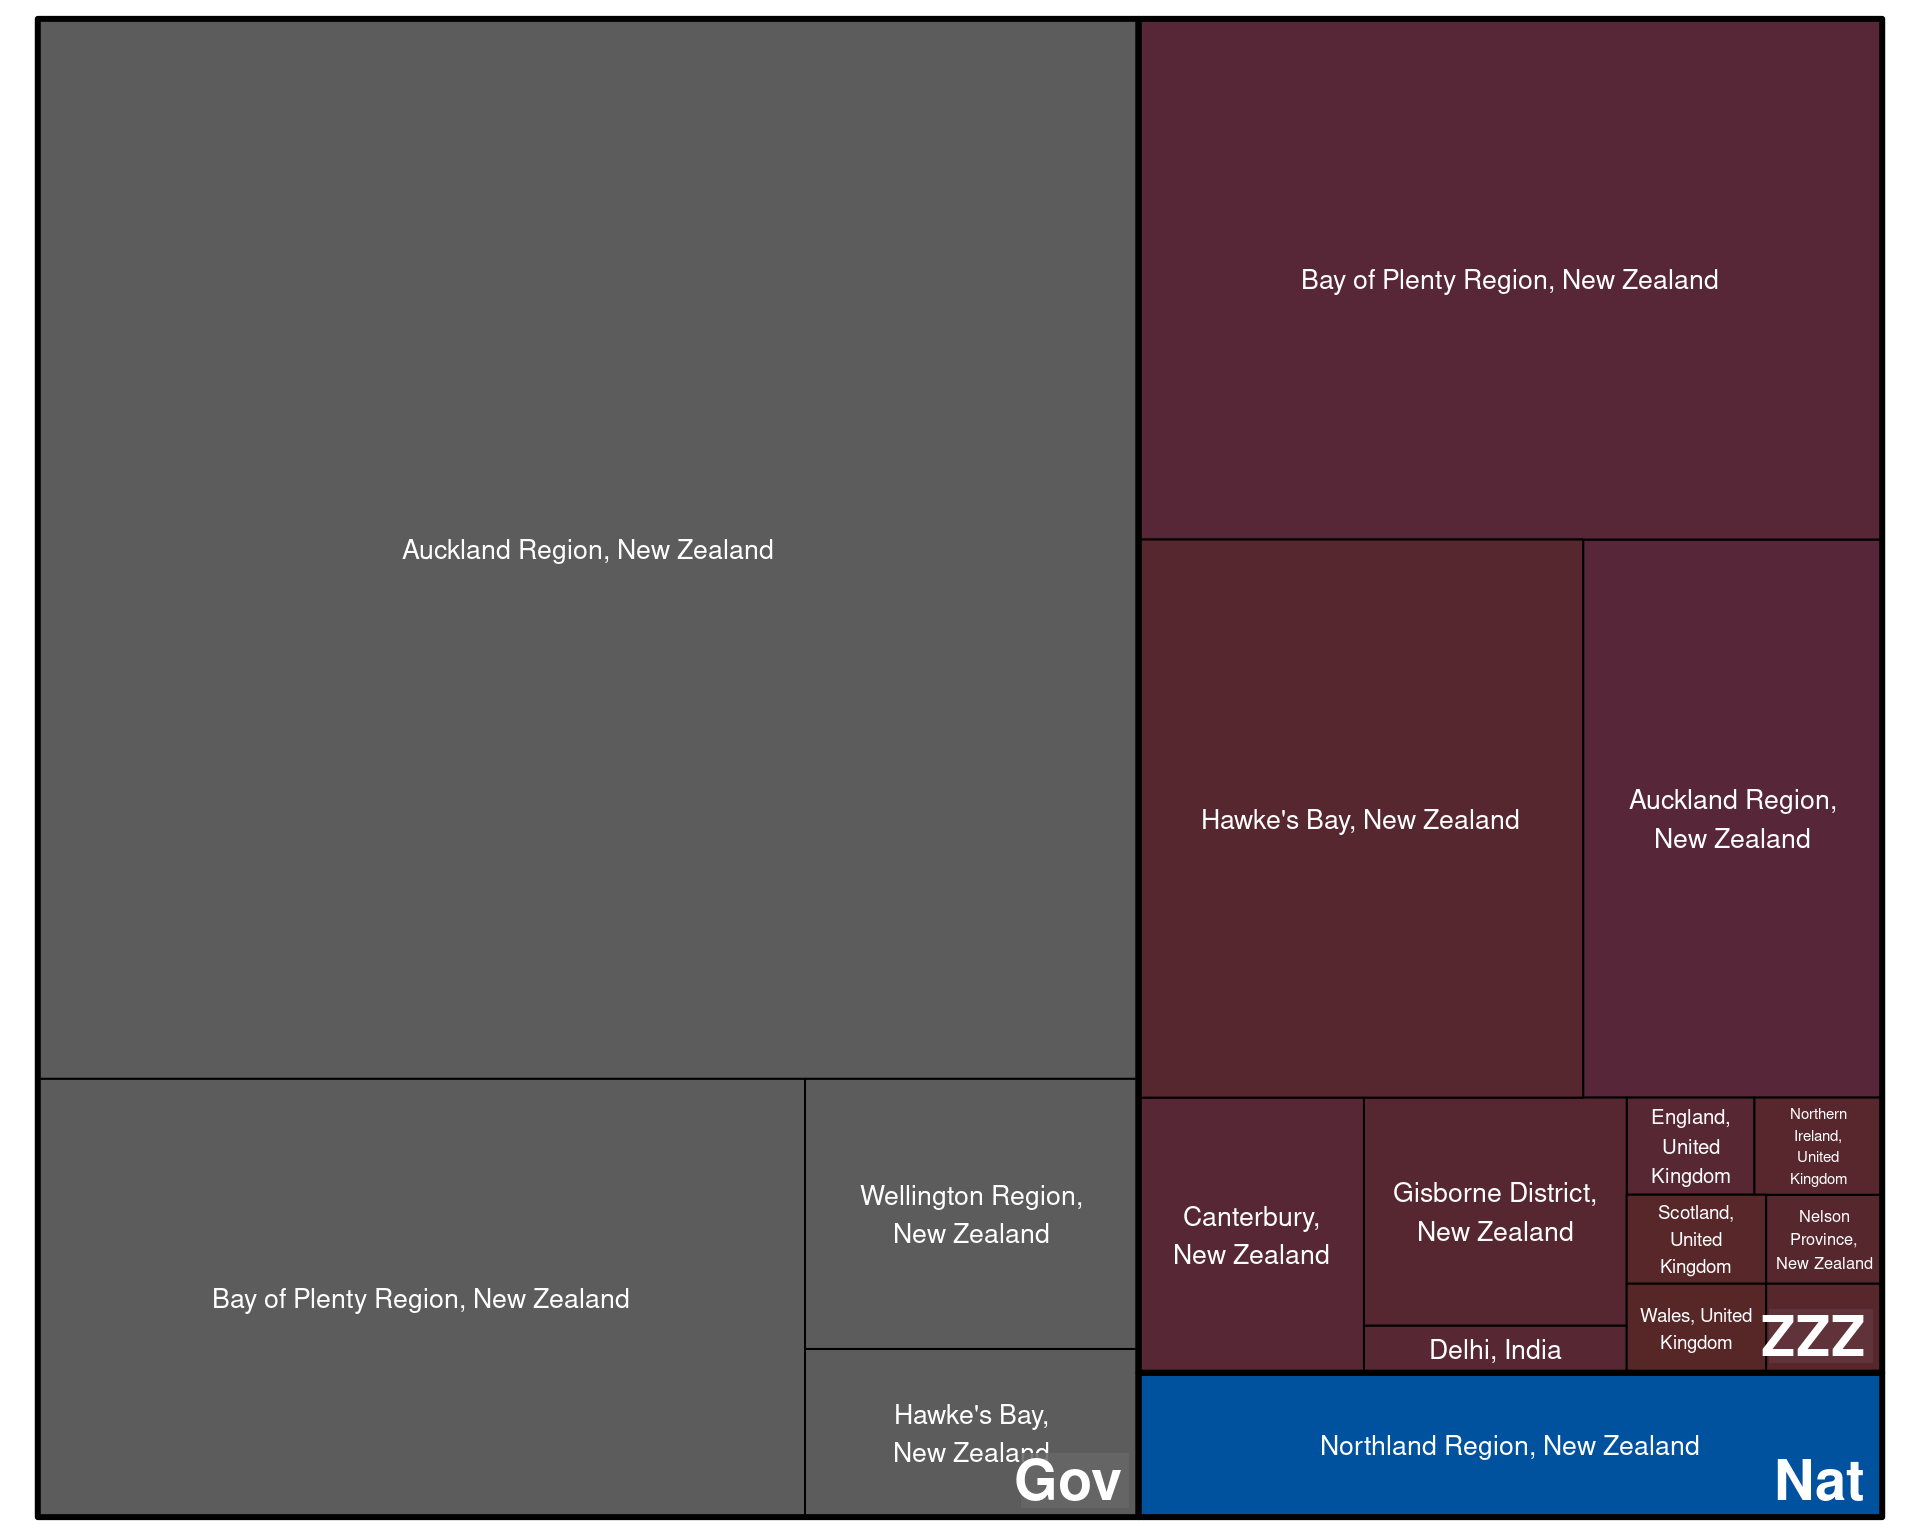 Auckland Region, New Zealand
Bay of Plenty Region, New Zealand
Wellington Region,
New Zealand
Hawke's Bay,
New Zealand
Gov
Bay of Plenty Region, New Zealand
Hawke's Bay, New Zealand
Auckland Region,
New Zealand
Canterbury,
New Zealand
Gisborne District,
New Zealand
Delhi, India
England,
United
Kingdom
Northern
Ireland,
United
Kingdom
Scotland,
United
Kingdom
Nelson
Province,
New Zealand
Wales, United
Kingdom
ZZZ
Northland Region, New Zealand
Nat